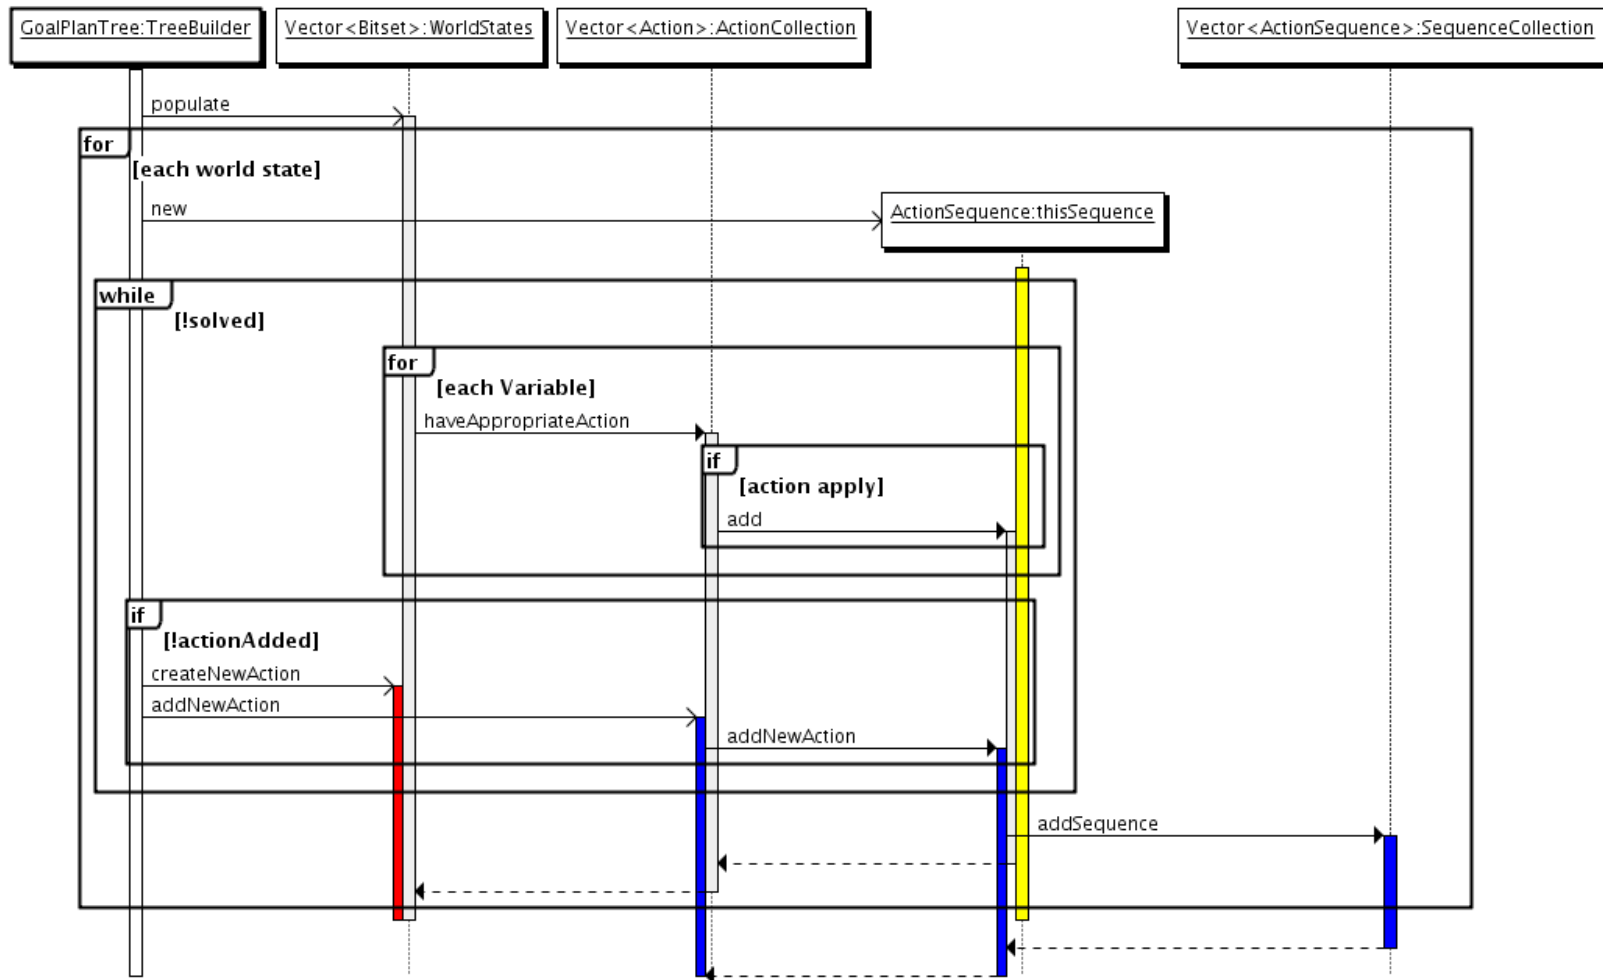 GoalPlanTree:TreeBuilder
Vector<Bitset>:WorldStates
Vector<Action>:ActionCollection
Vector<ActionSequence>:SequenceCollection
populate
for
[each world state]
new
ActionSequence:thisSequence
while
[!solved]
for
[each Variable]
haveAppropriateAction
if
[action apply]
add
if
[!actionAdded]
createNewAction
addNewAction
addNewAction
addSequence